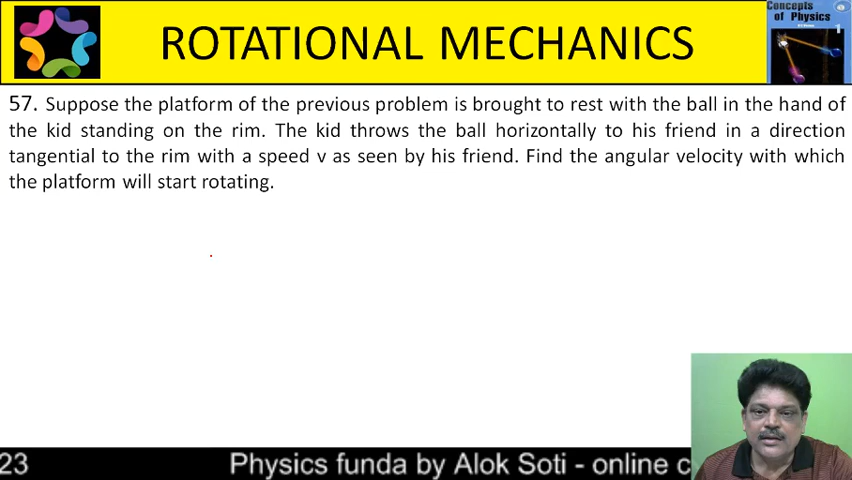 ROTATIONAL MECHANICS
Concepts
of Physics
1
57. Suppose the platform of the previous problem is brought to rest with the ball in the hand of
the kid standing on the rim. The kid throws the ball horizontally to his friend in a direction
tangential to the rim with a speed v as seen by his friend. Find the angular velocity with which
the platform will start rotating.
23
Physics funda by Alok Soti - online c